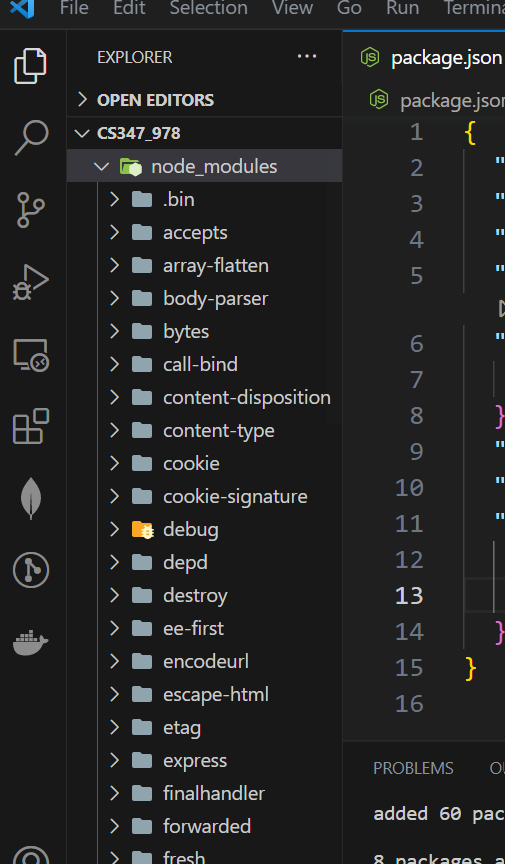 File Edit Selection View Go Run Termina
EXPLORER ···
OPEN EDITORS
CS347_978
node_modules
.bin
accepts
array-flatten
body-parser
bytes
call-bind
content-disposition
content-type
cookie
cookie-signature
debug
depd
destroy
ee-first
encodeurl
escape-html
etag
express
finalhandler
forwarded
fresh
package.json
package.json
1 {
2 "
3 "
4 "
5 "
6 "
7
8 }
9 "
10 "
11 "
12
13
14 }
15 }
16
PROBLEMS OU
added 60 pac
8 packages a